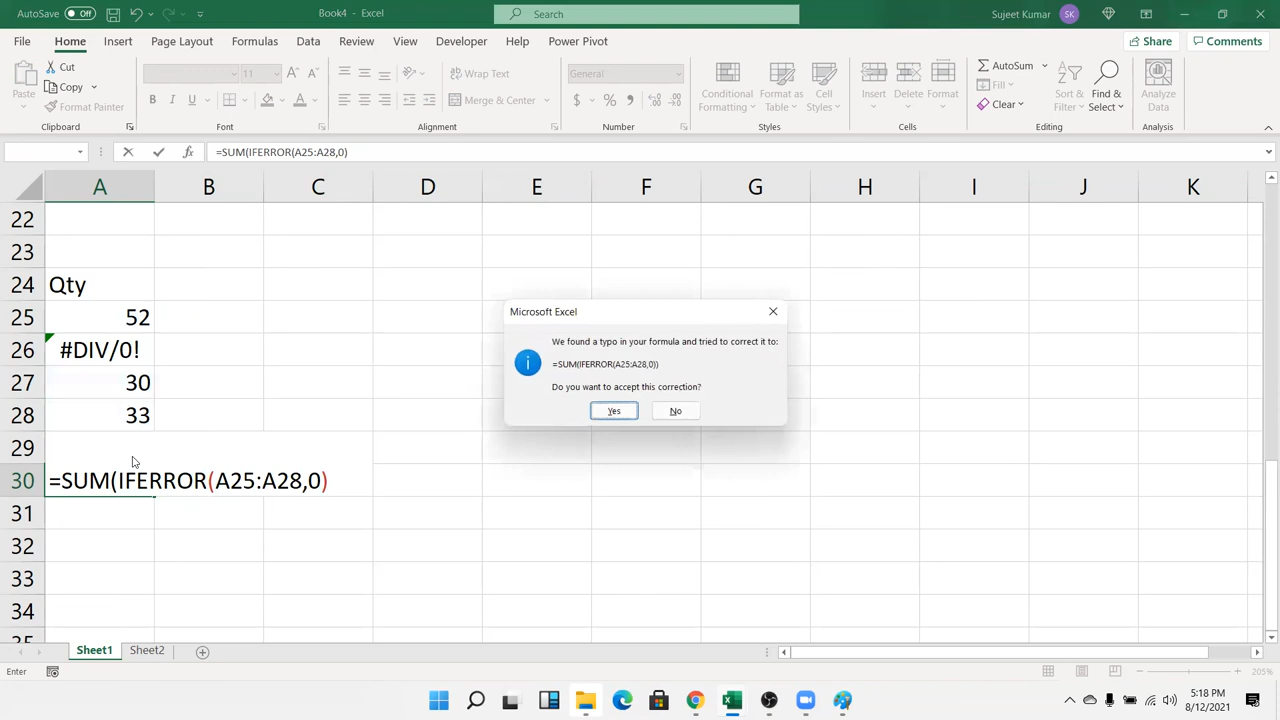 AutoSave Off Book4 - Excel Search Sujeet Kumar SK
File Home Insert Page Layout Formulas Data Review View Developer Help Power Pivot Share Comments
Paste Cut Copy Format Painter
Clipboard
11 A A
B I U A
Font
Wrap Text
Merge & Center
Alignment
General
$ % 9
Number
Conditional Formatting Format as Table Cell Styles
Styles
Insert Delete Format
Cells
AutoSum Fill Clear Sort & Filter Find & Select
Editing
Analyze Data
Analysis
fx =SUM(IFERROR(A25:A28,0)
A B C D E F G H I J K
22
23
24 Qty
25 52
26 #DIV/0!
27 30
28 33
29
30 =SUM(IFERROR(A25:A28,0)
31
32
33
34
35
Microsoft Excel
We found a typo in your formula and tried to correct it to:
=SUM(IFERROR(A25:A28,0))
Do you want to accept this correction?
Yes No
Sheet1 Sheet2
Enter 205%
5:18 PM
8/12/2021